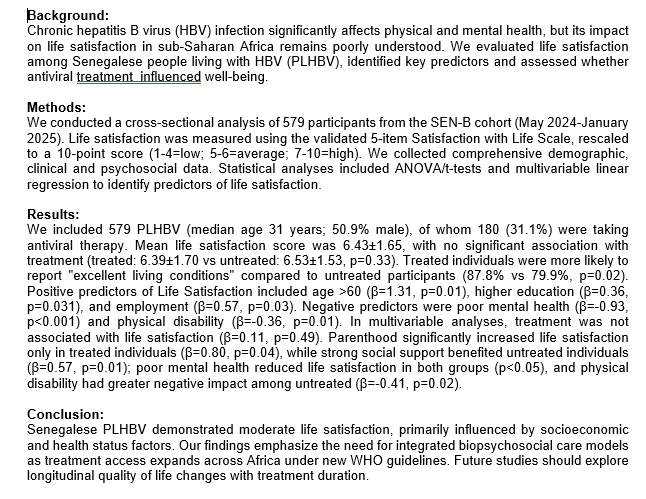 Background:
Chronic hepatitis B virus (HBV) infection significantly affects physical and mental health, but its impact
on life satisfaction in sub-Saharan Africa remains poorly understood. We evaluated life satisfaction
among Senegalese people living with HBV (PLHBV), identified key predictors and assessed whether
antiviral treatment influenced well-being.
Methods:
We conducted a cross-sectional analysis of 579 participants from the SEN-B cohort (May 2024-January
2025). Life satisfaction was measured using the validated 5-item Satisfaction with Life Scale, rescaled
to a 10-point score (1-4=low; 5-6=average; 7-10=high). We collected comprehensive demographic,
clinical and psychosocial data. Statistical analyses included ANOVA/t-tests and multivariable linear
regression to identify predictors of life satisfaction.
Results:
We included 579 PLHBV (median age 31 years; 50.9% male), of whom 180 (31.1%) were taking
antiviral therapy. Mean life satisfaction score was 6.43±1.65, with no significant association with
treatment (treated: 6.39±1.70 vs untreated: 6.53±1.53, p=0.33). Treated individuals were more likely to
report "excellent living conditions" compared to untreated participants (87.8% vs 79.9%, p=0.02).
Positive predictors of Life Satisfaction included age >60 (β=1.31, p=0.01), higher education (β=0.36,
p=0.031), and employment (β=0.57, p=0.03). Negative predictors were poor mental health (β=-0.93,
p<0.001) and physical disability (β=-0.36, p=0.01). In multivariable analyses, treatment was not
associated with life satisfaction (β=0.11, p=0.49). Parenthood significantly increased life satisfaction
only in treated individuals (β=0.80, p=0.04), while strong social support benefited untreated individuals
(β=0.57, p=0.01); poor mental health reduced life satisfaction in both groups (p<0.05), and physical
disability had greater negative impact among untreated (β=-0.41, p=0.02).
Conclusion:
Senegalese PLHBV demonstrated moderate life satisfaction, primarily influenced by socioeconomic
and health status factors. Our findings emphasize the need for integrated biopsychosocial care models
as treatment access expands across Africa under new WHO guidelines. Future studies should explore
longitudinal quality of life changes with treatment duration.